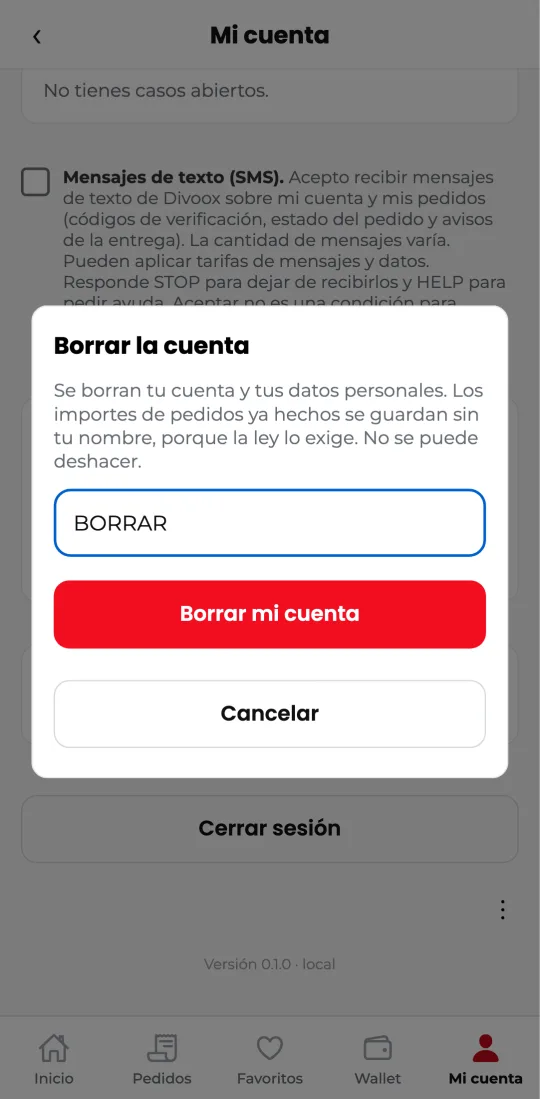 Mi cuenta
No tienes casos abiertos.
Mensajes de texto (SMS). Acepto recibir mensajes
de texto de Divoox sobre mi cuenta y mis pedidos
(códigos de verificación, estado del pedido y avisos
de la entrega). La cantidad de mensajes varía.
Pueden aplicar tarifas de mensajes y datos.
Responde STOP para dejar de recibirlos y HELP para
pedir ayuda. Aceptar no es una condición para
Borrar la cuenta
Se borran tu cuenta y tus datos personales. Los
importes de pedidos ya hechos se guardan sin
tu nombre, porque la ley lo exige. No se puede
deshacer.
BORRAR
Borrar mi cuenta
Cancelar
Cerrar sesión
Versión 0.1.0 · local
Inicio
Pedidos
Favoritos
Wallet
Mi cuenta